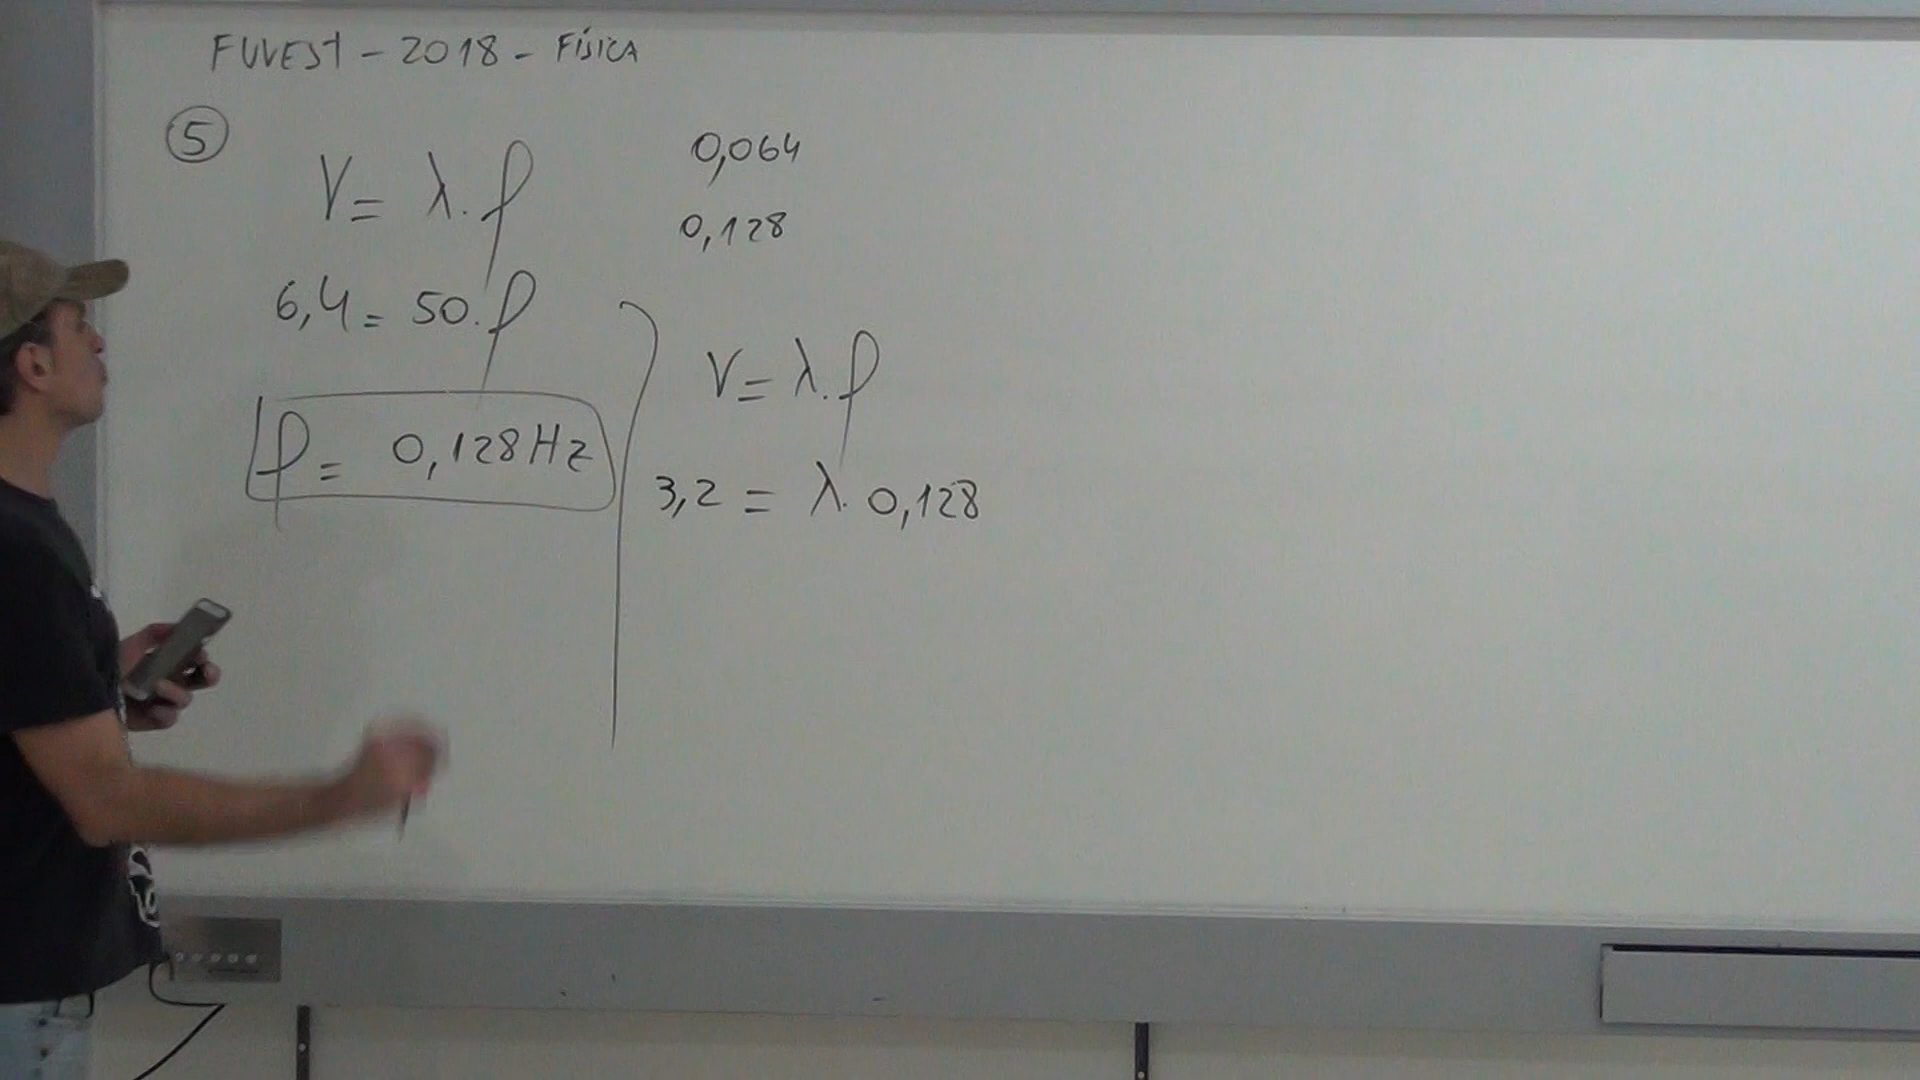 FUVEST - 2018 - FÍSICA
5
V = λ.f
6,4 = 50.f
f = 0,128 Hz
0,064
0,128
V = λ.f
3,2 = λ.0,128